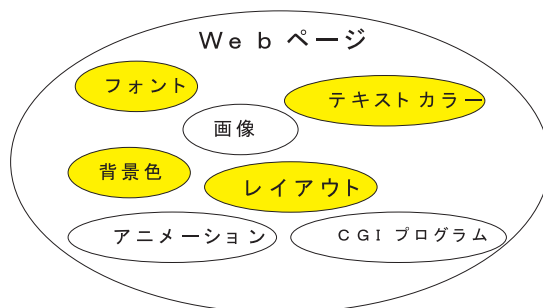 Ｗｅｂページ
フォント
テキストカラー
画像
背景色
レイアウト
アニメーション
ＣＧＩプログラム